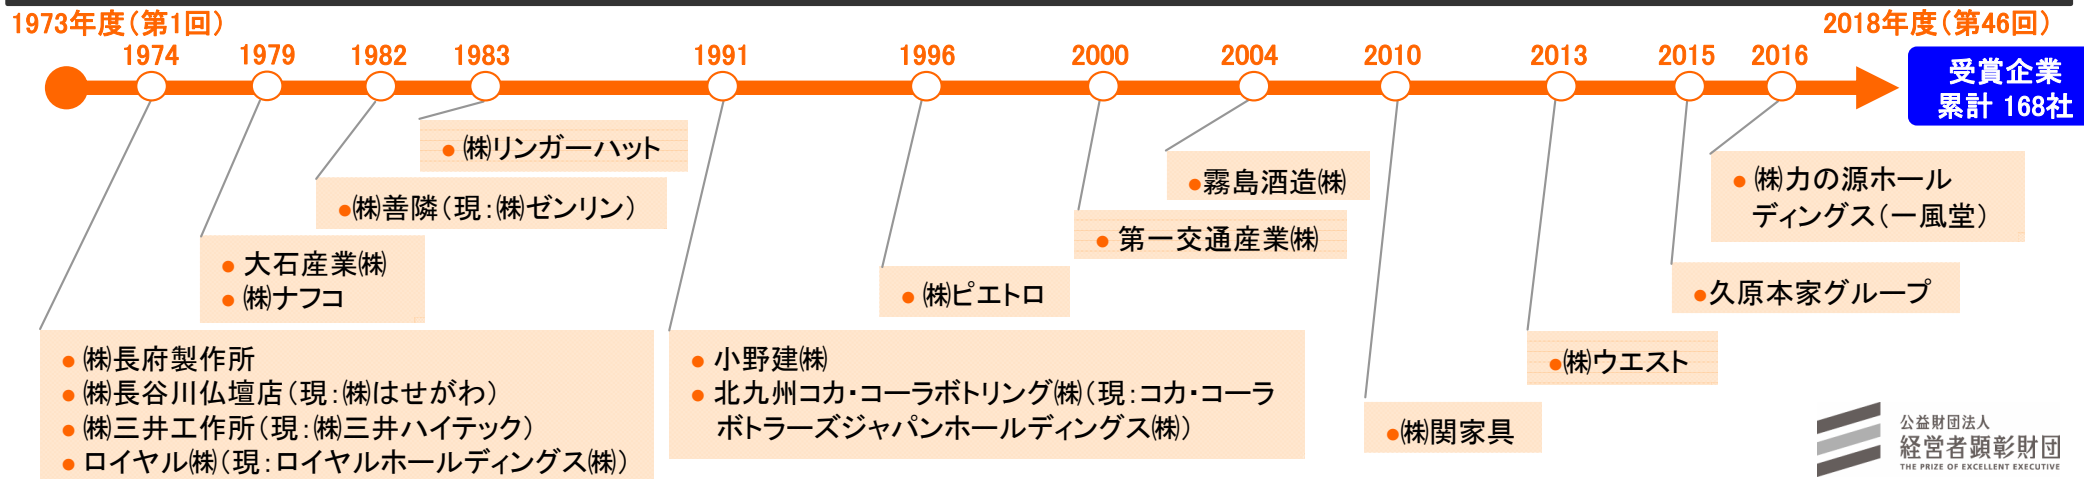 1973年度（第1回）
2018年度（第46回）
1974
1979
1982
1983
1991
1996
2000
2004
2010
2013
2015
2016
受賞企業
累計 168社
● ㈱リンガーハット
●㈱善隣（現：㈱ゼンリン）
● 大石産業㈱
● ㈱ナフコ
● ㈱長府製作所
● ㈱長谷川仏壇店（現：㈱はせがわ）
● ㈱三井工作所（現：㈱三井ハイテック）
● ロイヤル㈱（現：ロイヤルホールディングス㈱）
● 小野建㈱
● 北九州コカ・コーラボトリング㈱（現：コカ・コーラ
ボトラーズジャパンホールディングス㈱）
● ㈱ピエトロ
● 第一交通産業㈱
●霧島酒造㈱
●㈱関家具
●㈱ウエスト
●久原本家グループ
● ㈱力の源ホール
ディングス（一風堂）
公益財団法人
経営者顕彰財団
THE PRIZE OF EXCELLENT EXECUTIVE